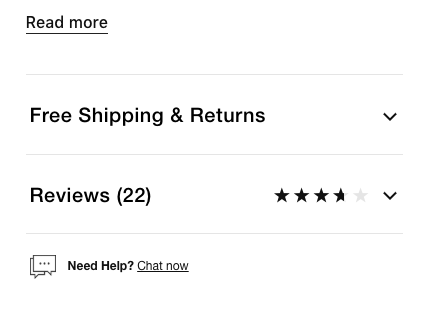 Read more
Free Shipping & Returns
Reviews (22)
Need Help? Chat now